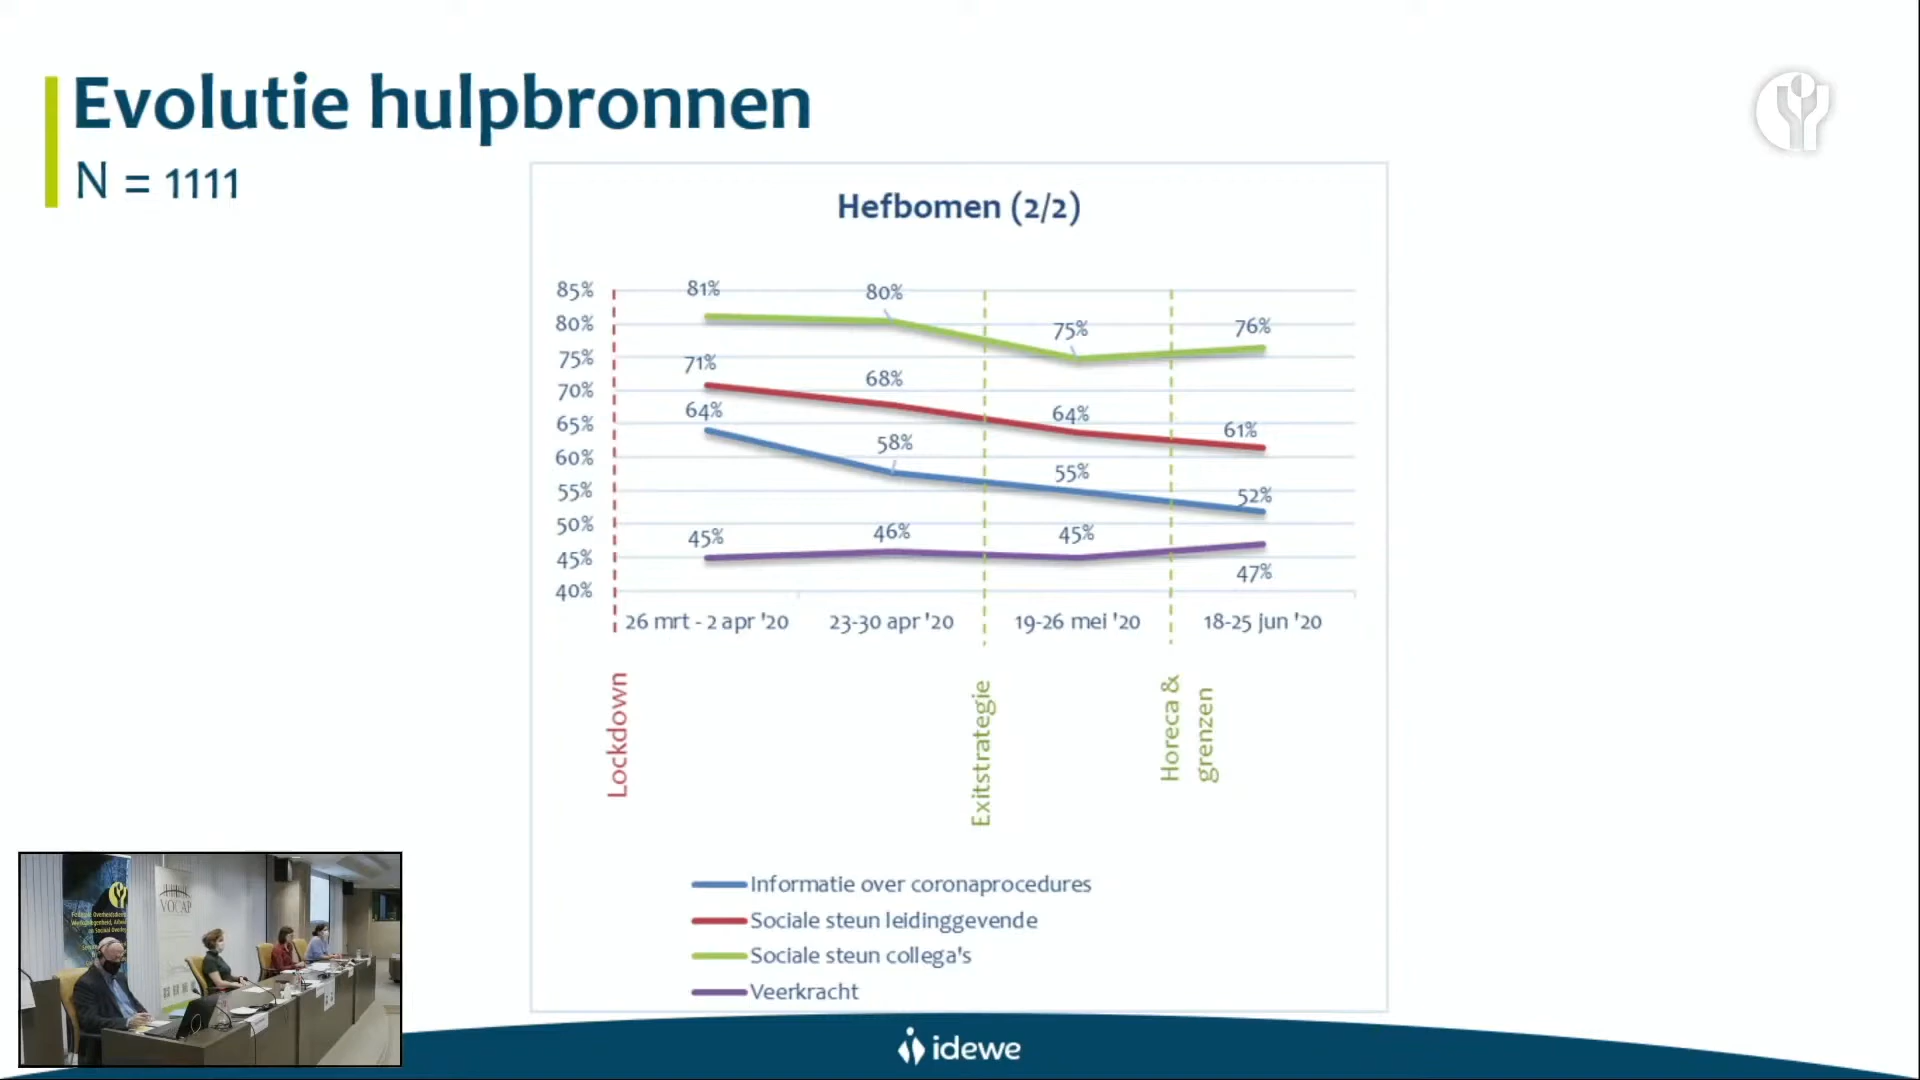 Evolutie hulpbronnen
N = 1111
Hefbomen (2/2)
85%
80%
75%
70%
65%
60%
55%
50%
45%
40%
81%
80%
75%
76%
71%
68%
64%
61%
64%
58%
55%
52%
45%
46%
45%
47%
26 mrt - 2 apr '20
23-30 apr '20
19-26 mei '20
18-25 jun '20
Lockdown
Exitstrategie
Horeca &
grenzen
Informatie over coronaprocedures
Sociale steun leidinggevende
Sociale steun collega's
Veerkracht
VOCAP
idewe